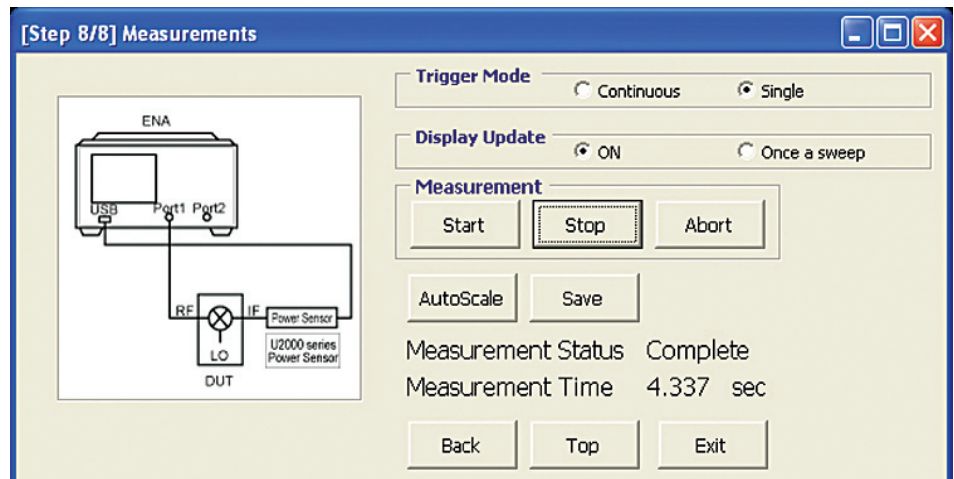 [Step 8/8] Measurements
ENA
USB Port1 Port2
RF IF Power Sensor
LO
U2000 series
Power Sensor
DUT
Trigger Mode
Continuous Single
Display Update
ON Once a sweep
Measurement
Start Stop Abort
AutoScale Save
Measurement Status Complete
Measurement Time 4.337 sec
Back Top Exit